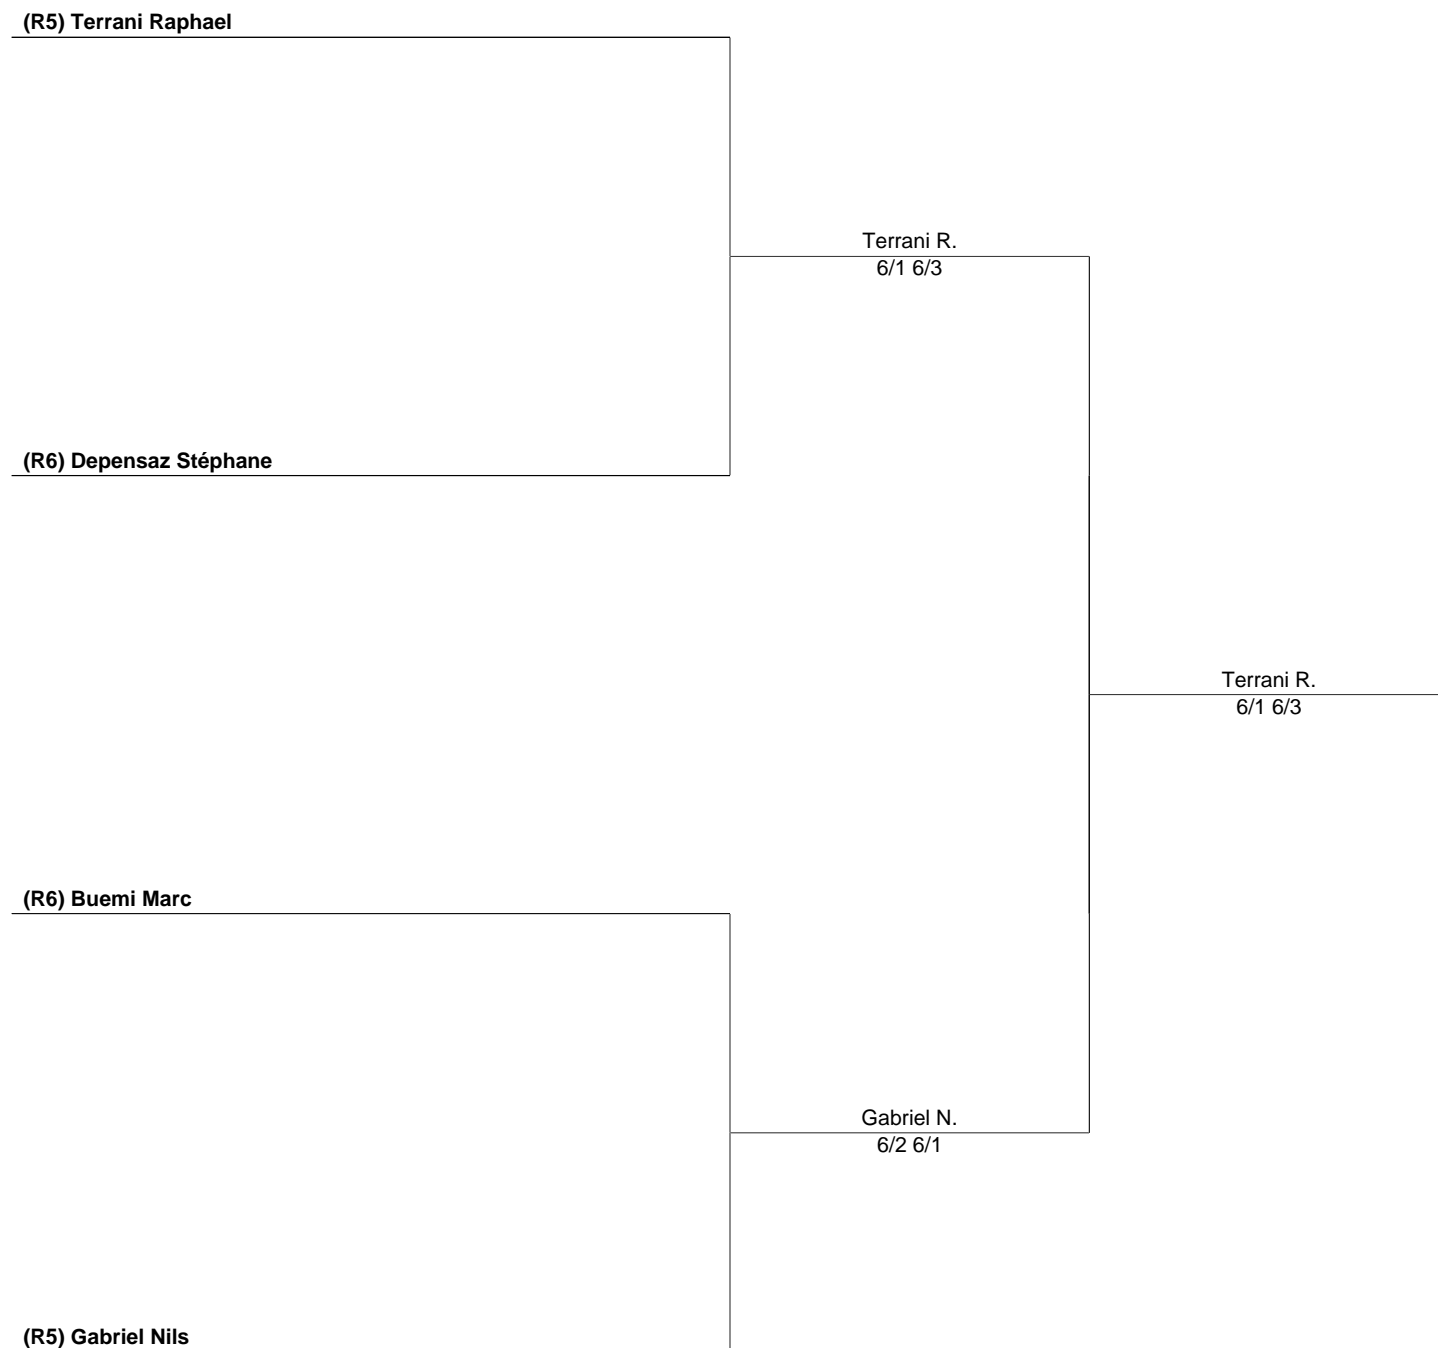 (R5) Terrani Raphael
Terrani R.
6/1 6/3
(R6) Depensaz Stéphane
Terrani R.
6/1 6/3
(R6) Buemi Marc
Gabriel N.
6/2 6/1
(R5) Gabriel Nils